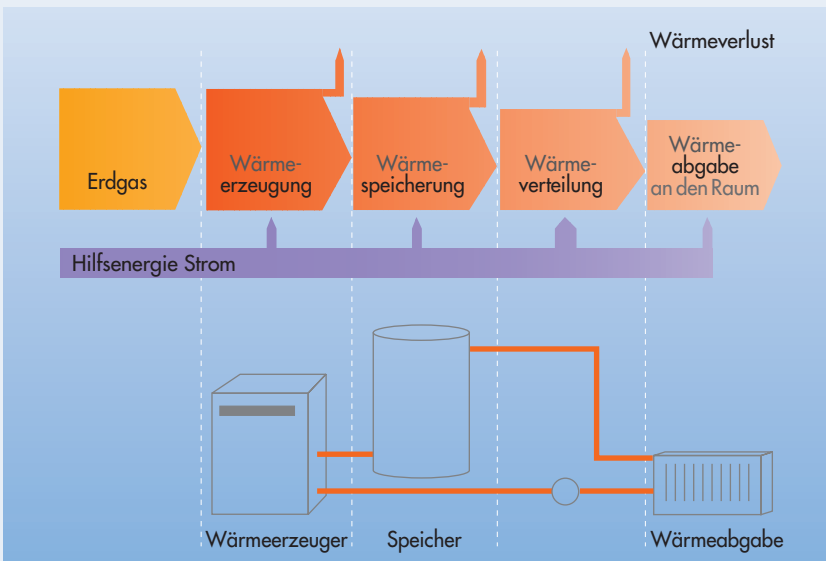 Wärmeverlust
Erdgas
Wärme-
erzeugung
Wärme-
speicherung
Wärme-
verteilung
Wärme-
abgabe
an den Raum
Hilfsenergie Strom
Wärmeerzeuger
Speicher
Wärmeabgabe